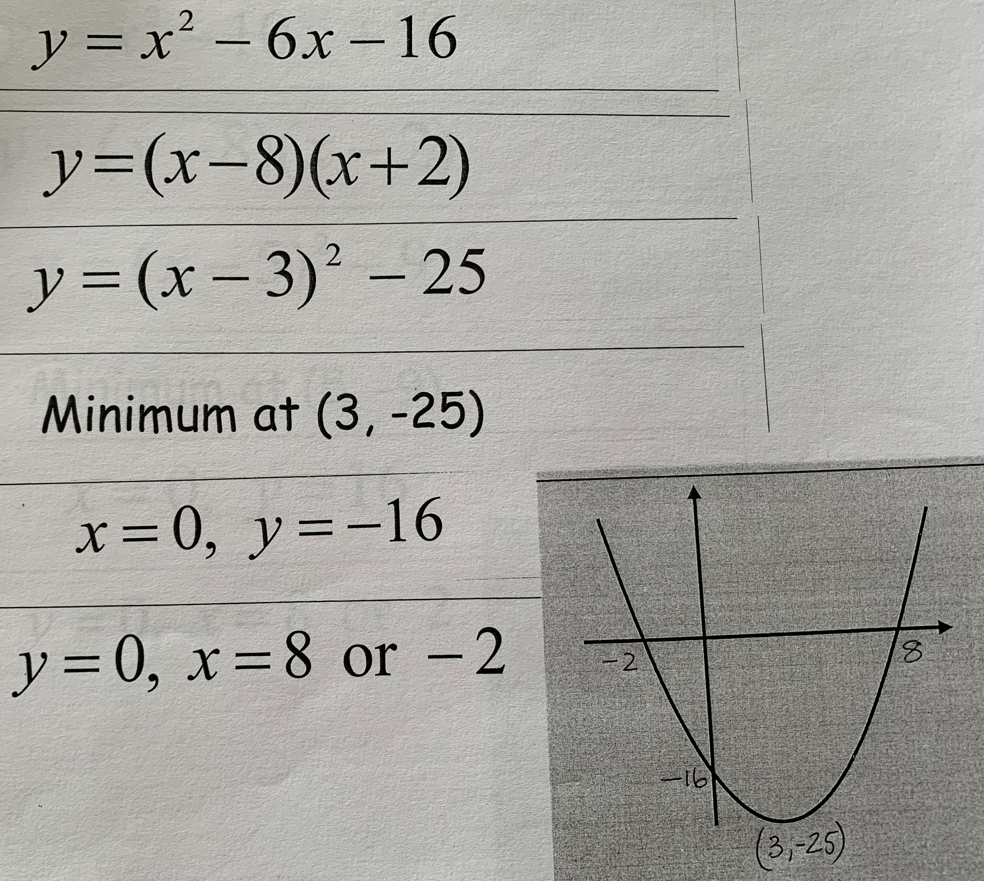 y = x² – 6x – 16
y=(x–8)(x+2)
y = (x – 3)² – 25
Minimum at (3, -25)
x = 0, y = –16
y = 0, x = 8 or – 2
–2
8
–16
(3,-25)